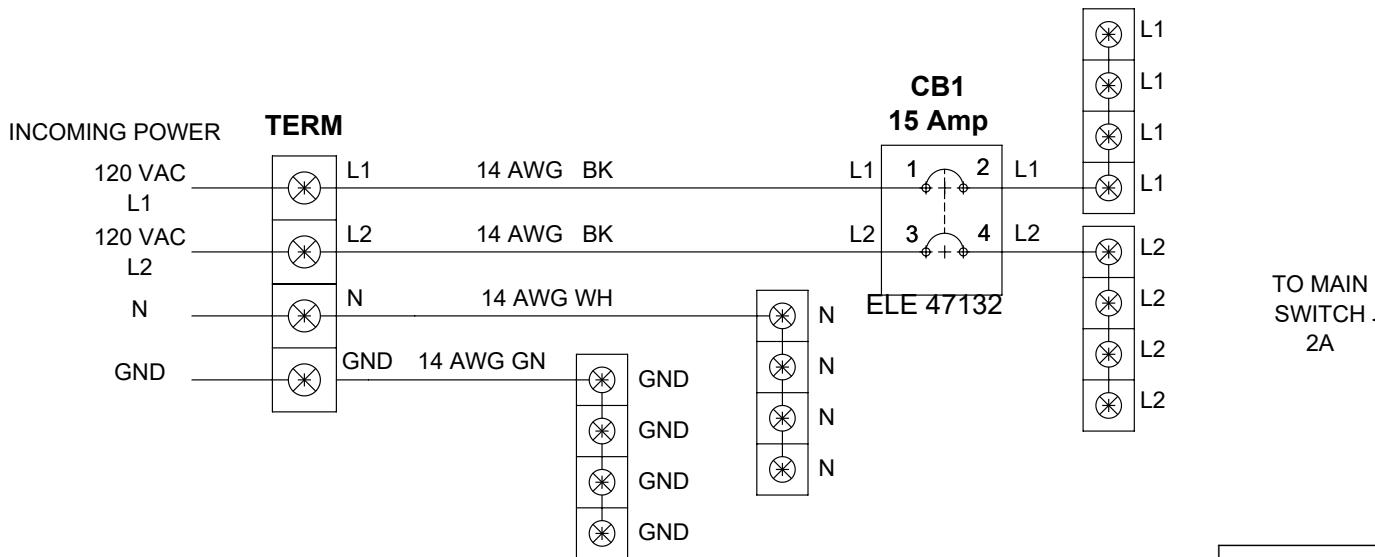 INCOMING POWER
TERM
120 VAC
L1
120 VAC
L2
N
GND
L1
14 AWG BK
L2
14 AWG BK
N
14 AWG WH
GND
14 AWG GN
GND
GND
GND
GND
N
N
N
N
CB1
15 Amp
L1
1
2
L1
L2
3
4
L2
ELE 47132
L1
L1
L1
L1
L2
L2
L2
L2
TO MAIN
SWITCH
2A